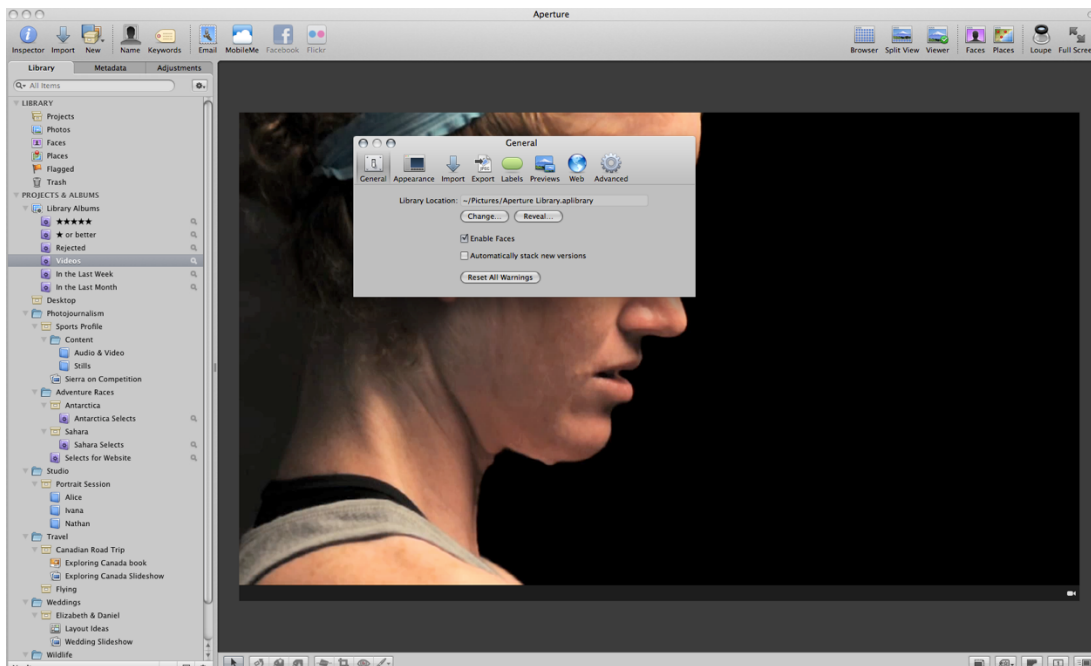 Aperture
Inspector Import New Name Keywords Email MobileMe Facebook Flickr Browser Split View Viewer Faces Places Loupe Full Scree
Library Metadata Adjustments
All Items
LIBRARY
Projects
Photos
Faces
Places
Flagged
Trash
PROJECTS & ALBUMS
Library Albums
★★★★★
★ or better
Rejected
Videos
In the Last Week
In the Last Month
Desktop
Photojournalism
Sports Profile
Content
Audio & Video
Stills
Sierra on Competition
Adventure Races
Antarctica
Antarctica Selects
Sahara
Sahara Selects
Selects for Website
Studio
Portrait Session
Alice
Ivana
Nathan
Travel
Canadian Road Trip
Exploring Canada book
Exploring Canada Slideshow
Flying
Weddings
Elizabeth & Daniel
Layout Ideas
Wedding Slideshow
Wildlife
General
General Appearance Import Export Labels Previews Web Advanced
Library Location: ~/Pictures/Aperture Library.aplibrary
Change... Reveal...
Enable Faces
Automatically stack new versions
Reset All Warnings